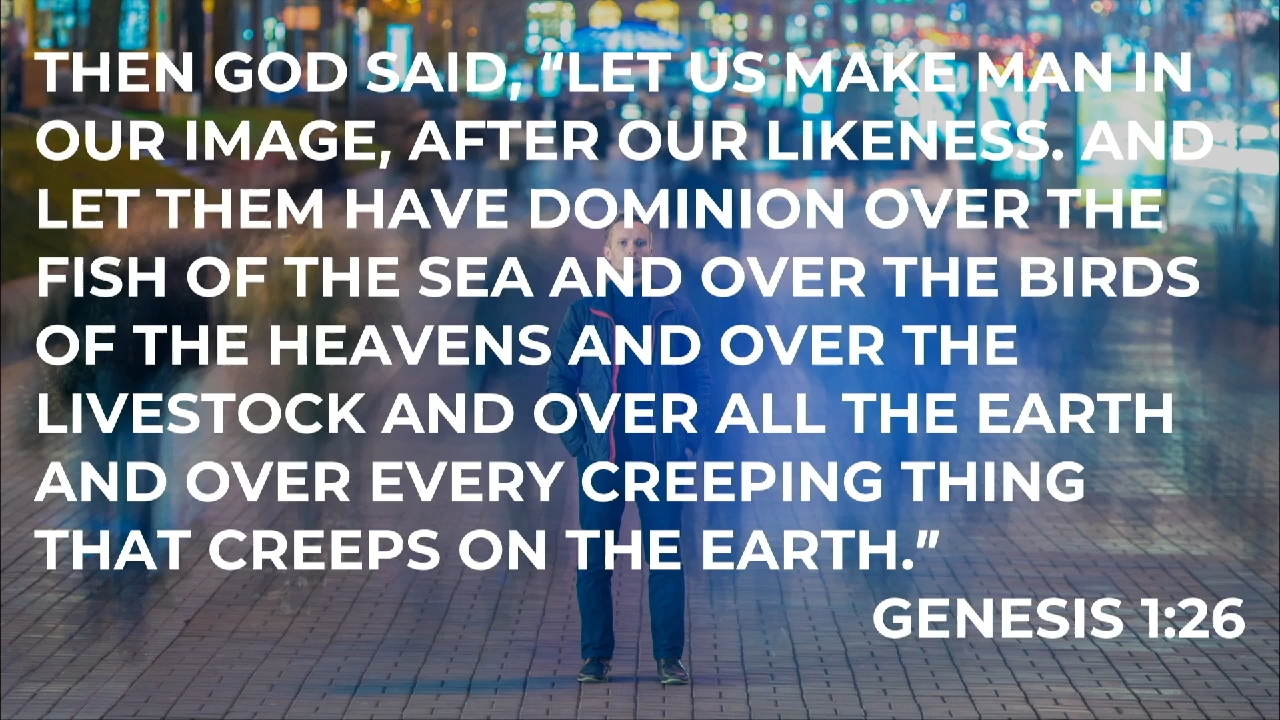 THEN GOD SAID, “LET US MAKE MAN IN
OUR IMAGE, AFTER OUR LIKENESS. AND
LET THEM HAVE DOMINION OVER THE
FISH OF THE SEA AND OVER THE BIRDS
OF THE HEAVENS AND OVER THE
LIVESTOCK AND OVER ALL THE EARTH
AND OVER EVERY CREEPING THING
THAT CREEPS ON THE EARTH.”
GENESIS 1:26